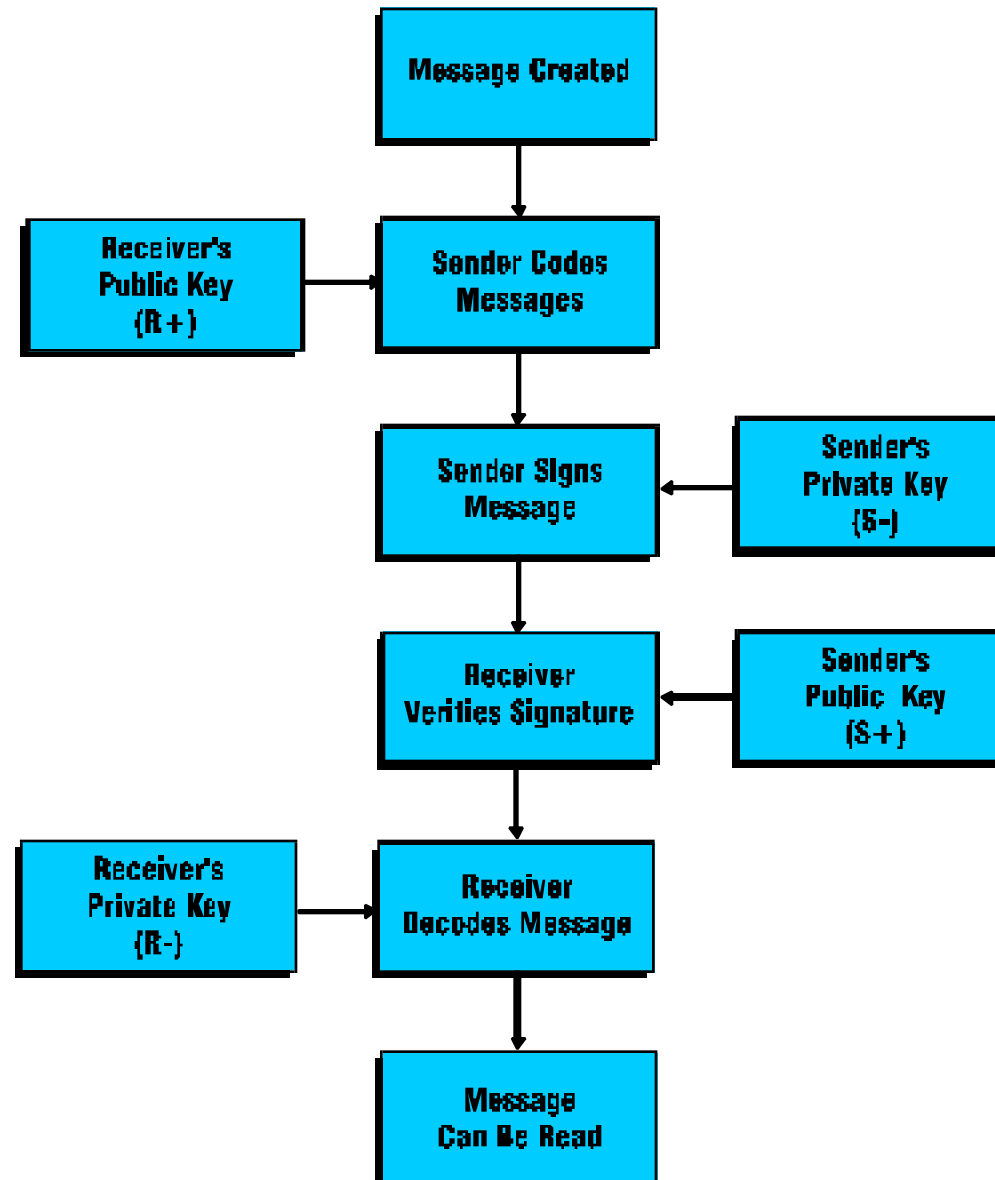 Message Created
Receiver's
Public Key
(R+)
Sender Codes
Messages
Sender Signs
Message
Sender's
Private Key
(S-)
Receiver
Verifies Signature
Sender's
Public Key
(S+)
Receiver's
Private Key
(R-)
Receiver
Decodes Message
Message
Can Be Read